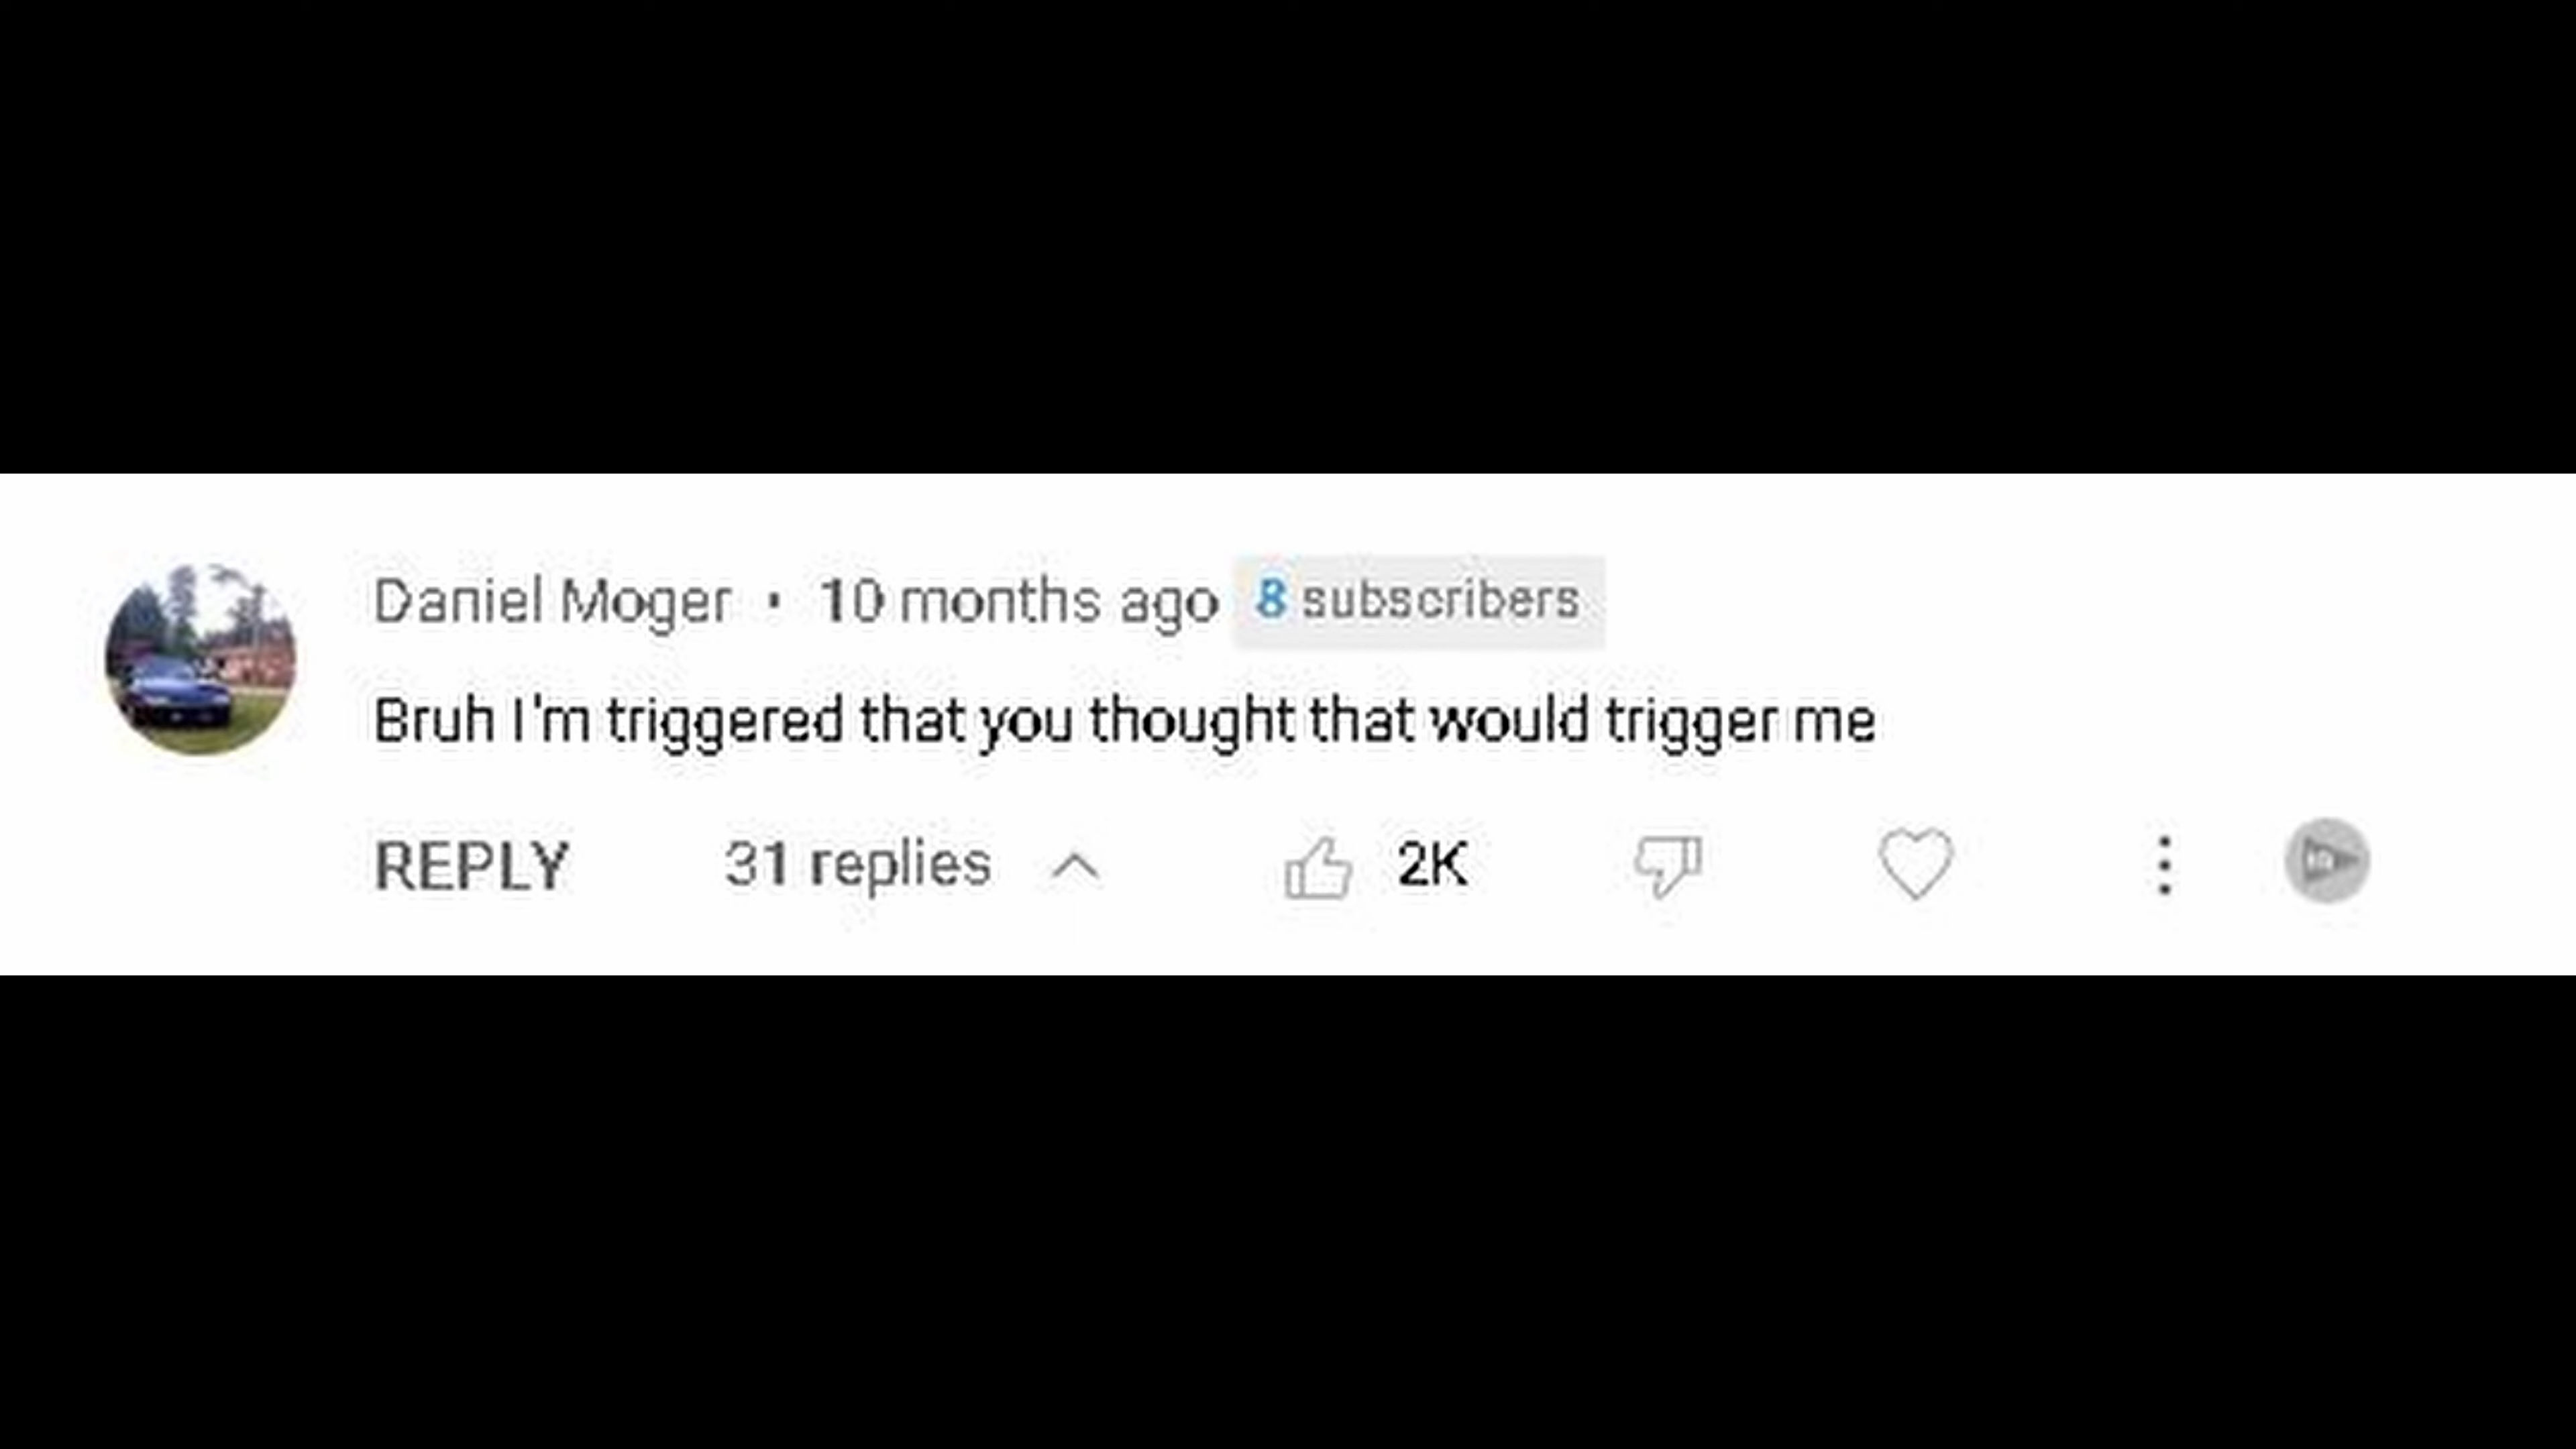 Daniel Moger · 10 months ago 8 subscribers
Bruh I'm triggered that you thought that would trigger me
REPLY 31 replies 2K